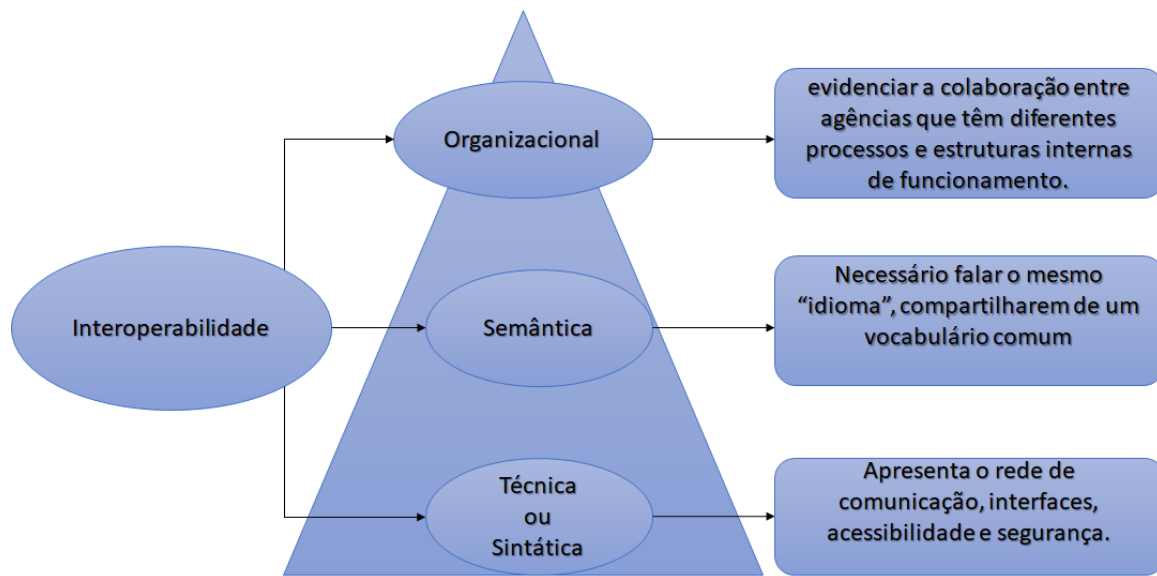 Interoperabilidade
Organizacional
evidenciar a colaboração entre
agências que têm diferentes
processos e estruturas internas
de funcionamento.
Semântica
Necessário falar o mesmo
“idioma”, compartilharem de um
vocabulário comum
Técnica
ou
Sintática
Apresenta o rede de
comunicação, interfaces,
acessibilidade e segurança.